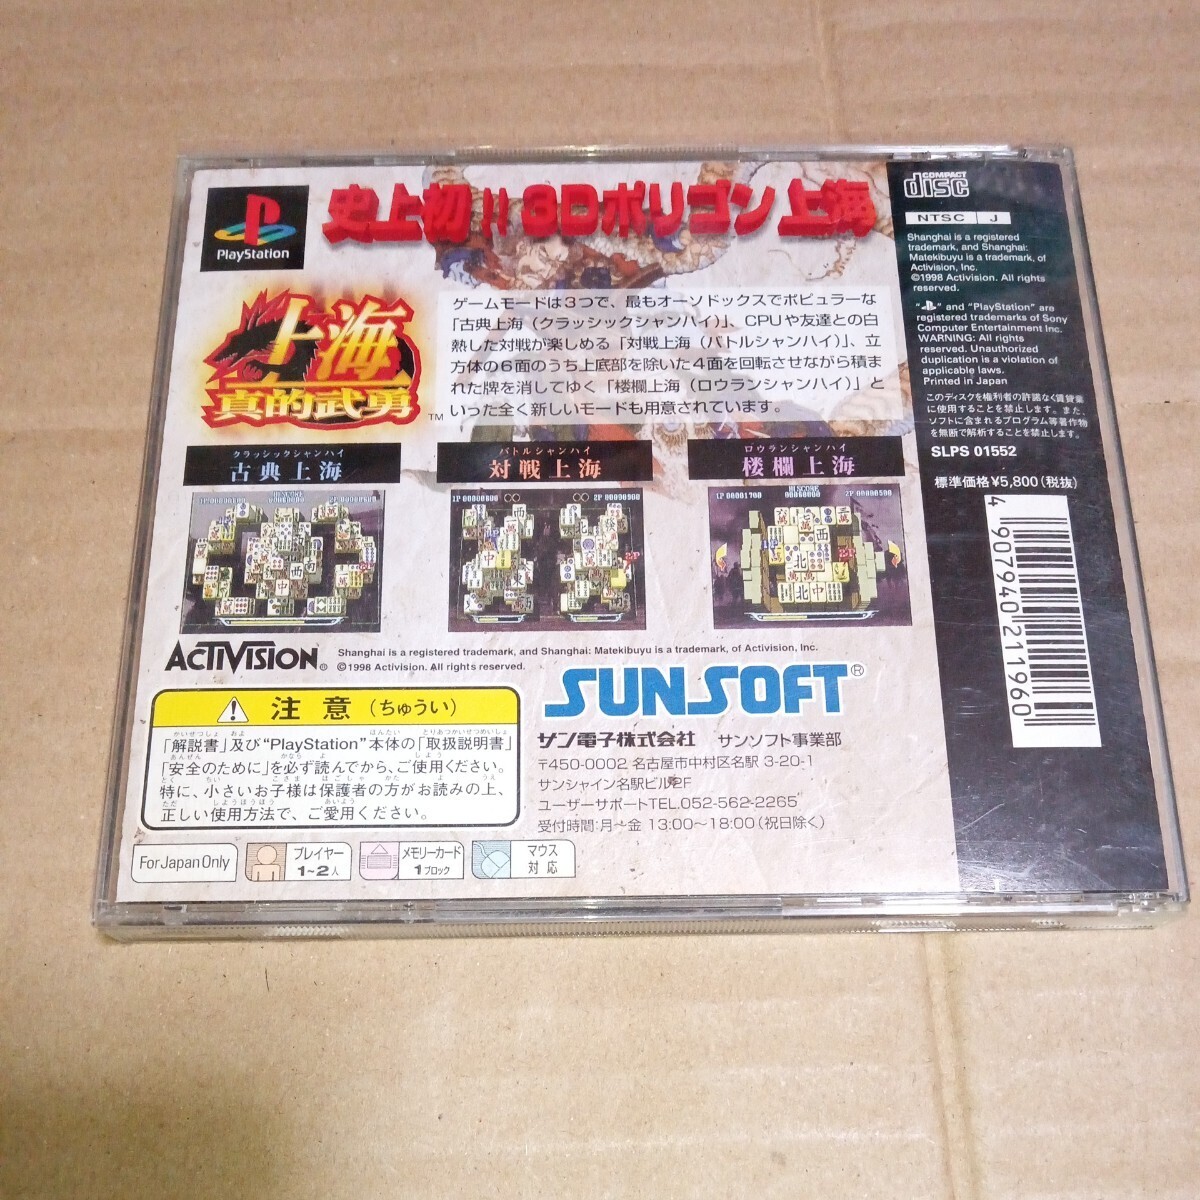 PlayStation
史上初!! 3Dポリゴン上海
上海
真的武勇
TM
ゲームモードは3つで、最もオーソドックスでポピュラーな
「古典上海（クラッシックシャンハイ）」、CPUや友達との白
熱した対戦が楽しめる「対戦上海（バトルシャンハイ）」、立
方体の6面のうち上底部を除いた4面を回転させながら積ま
れた牌を消してゆく「楼欄上海（ロウランシャンハイ）」と
いった全く新しいモードも用意されています。
クラッシックシャンハイ
古典上海
バトルシャンハイ
対戦上海
ロウランシャンハイ
楼欄上海
ACTIVISION®
Shanghai is a registered trademark, and Shanghai: Matekibuyu is a trademark, of Activision, Inc.
©1998 Activision. All rights reserved.
SUNSOFT®
サン電子株式会社 サンソフト事業部
〒450-0002 名古屋市中村区名駅 3-20-1
サンシャイン名駅ビル2F
ユーザーサポートTEL.052-562-2265
受付時間:月～金 13:00～18:00(祝日除く)
注意（ちゅうい）
「解説書」及び“PlayStation”本体の「取扱説明書」
「安全のために」を必ず読んでから、ご使用ください。
特に、小さいお子様は保護者の方がお読みの上、
正しい使用方法で、ご愛用ください。
For Japan Only
プレイヤー
1~2人
メモリーカード
1ブロック
マウス
対応
COMPACT
disc
NTSC J
Shanghai is a registered
trademark, and Shanghai:
Matekibuyu is a trademark, of
Activision, Inc.
©1998 Activision. All rights
reserved.
" " and "PlayStation" are
registered trademarks of Sony
Computer Entertainment Inc.
WARNING: All rights
reserved. Unauthorized
duplication is a violation of
applicable laws.
Printed in Japan
このディスクを権利者の許諾なく賃貸業
に使用することを禁止します。また、
ソフトに含まれるプログラム等著作物
を無断で解析することを禁止します。
SLPS 01552
標準価格¥5,800(税抜)
4 907940 211960